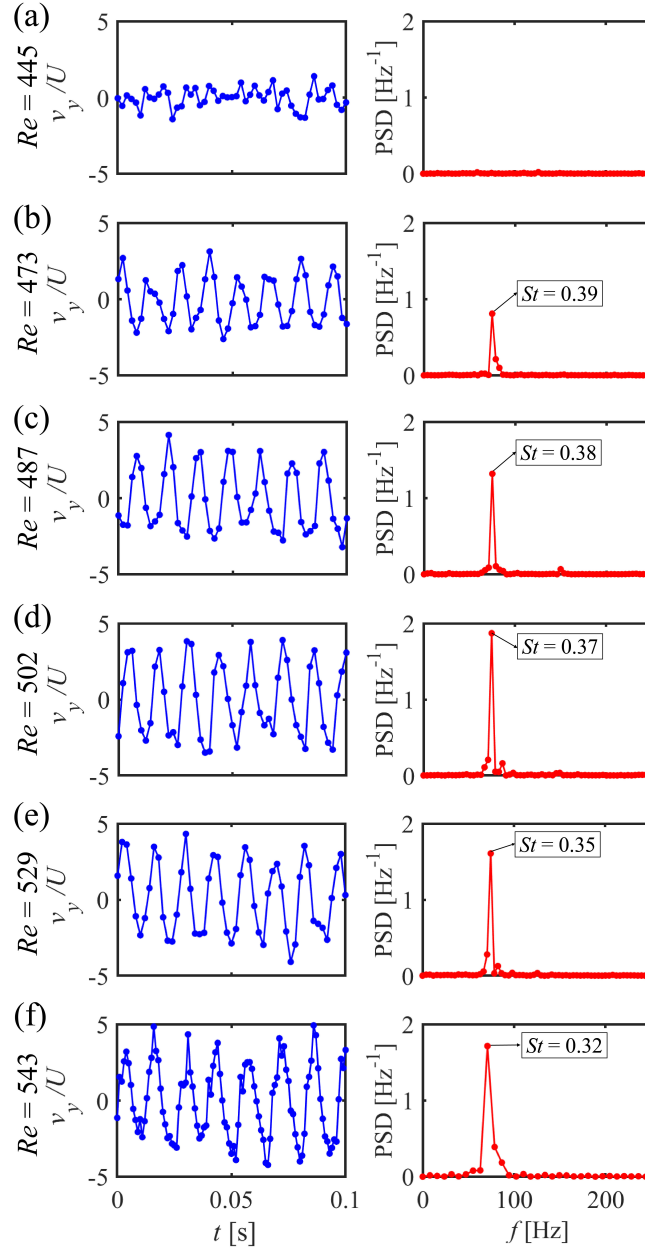 (a)
Re = 445
v_y/U
5
0
-5
PSD [Hz⁻¹]
2
1
0
(b)
Re = 473
v_y/U
5
0
-5
PSD [Hz⁻¹]
2
1
0
St = 0.39
(c)
Re = 487
v_y/U
5
0
-5
PSD [Hz⁻¹]
2
1
0
St = 0.38
(d)
Re = 502
v_y/U
5
0
-5
PSD [Hz⁻¹]
2
1
0
St = 0.37
(e)
Re = 529
v_y/U
5
0
-5
PSD [Hz⁻¹]
2
1
0
St = 0.35
(f)
Re = 543
v_y/U
5
0
-5
0
0.05
0.1
t [s]
PSD [Hz⁻¹]
2
1
0
St = 0.32
0
100
200
f [Hz]